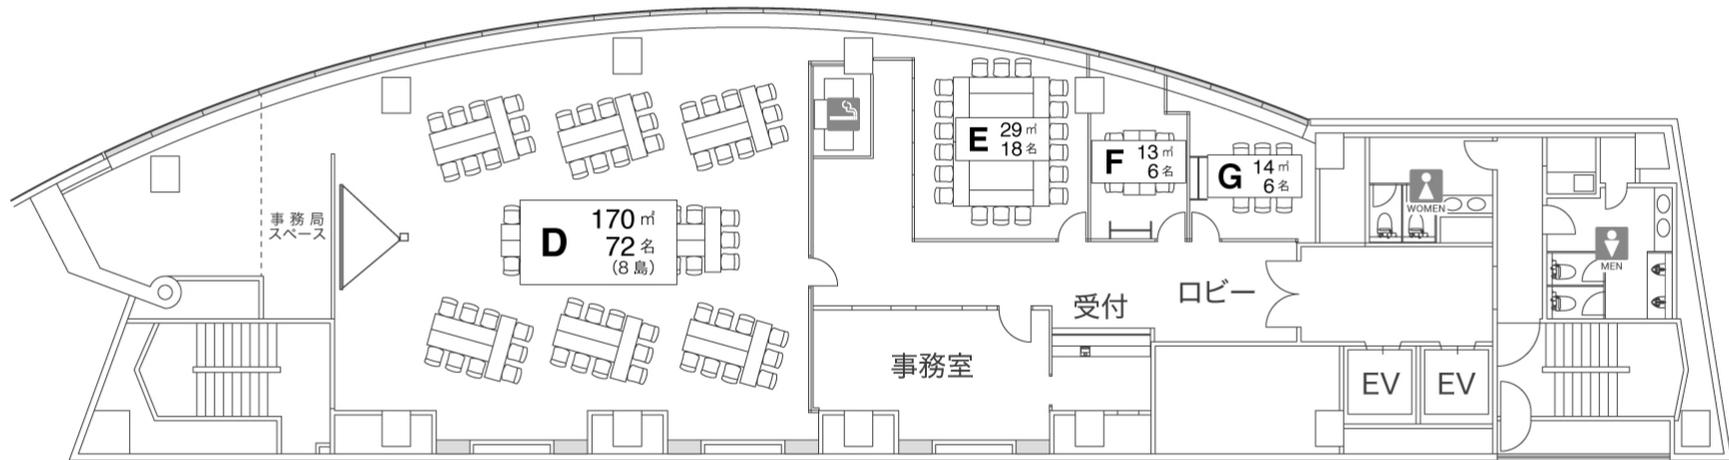 事務局
スペース
D 170㎡
72名
(8島)
E 29㎡
18名
F 13㎡
6名
G 14㎡
6名
WOMEN
MEN
受付
ロビー
事務室
EV
EV